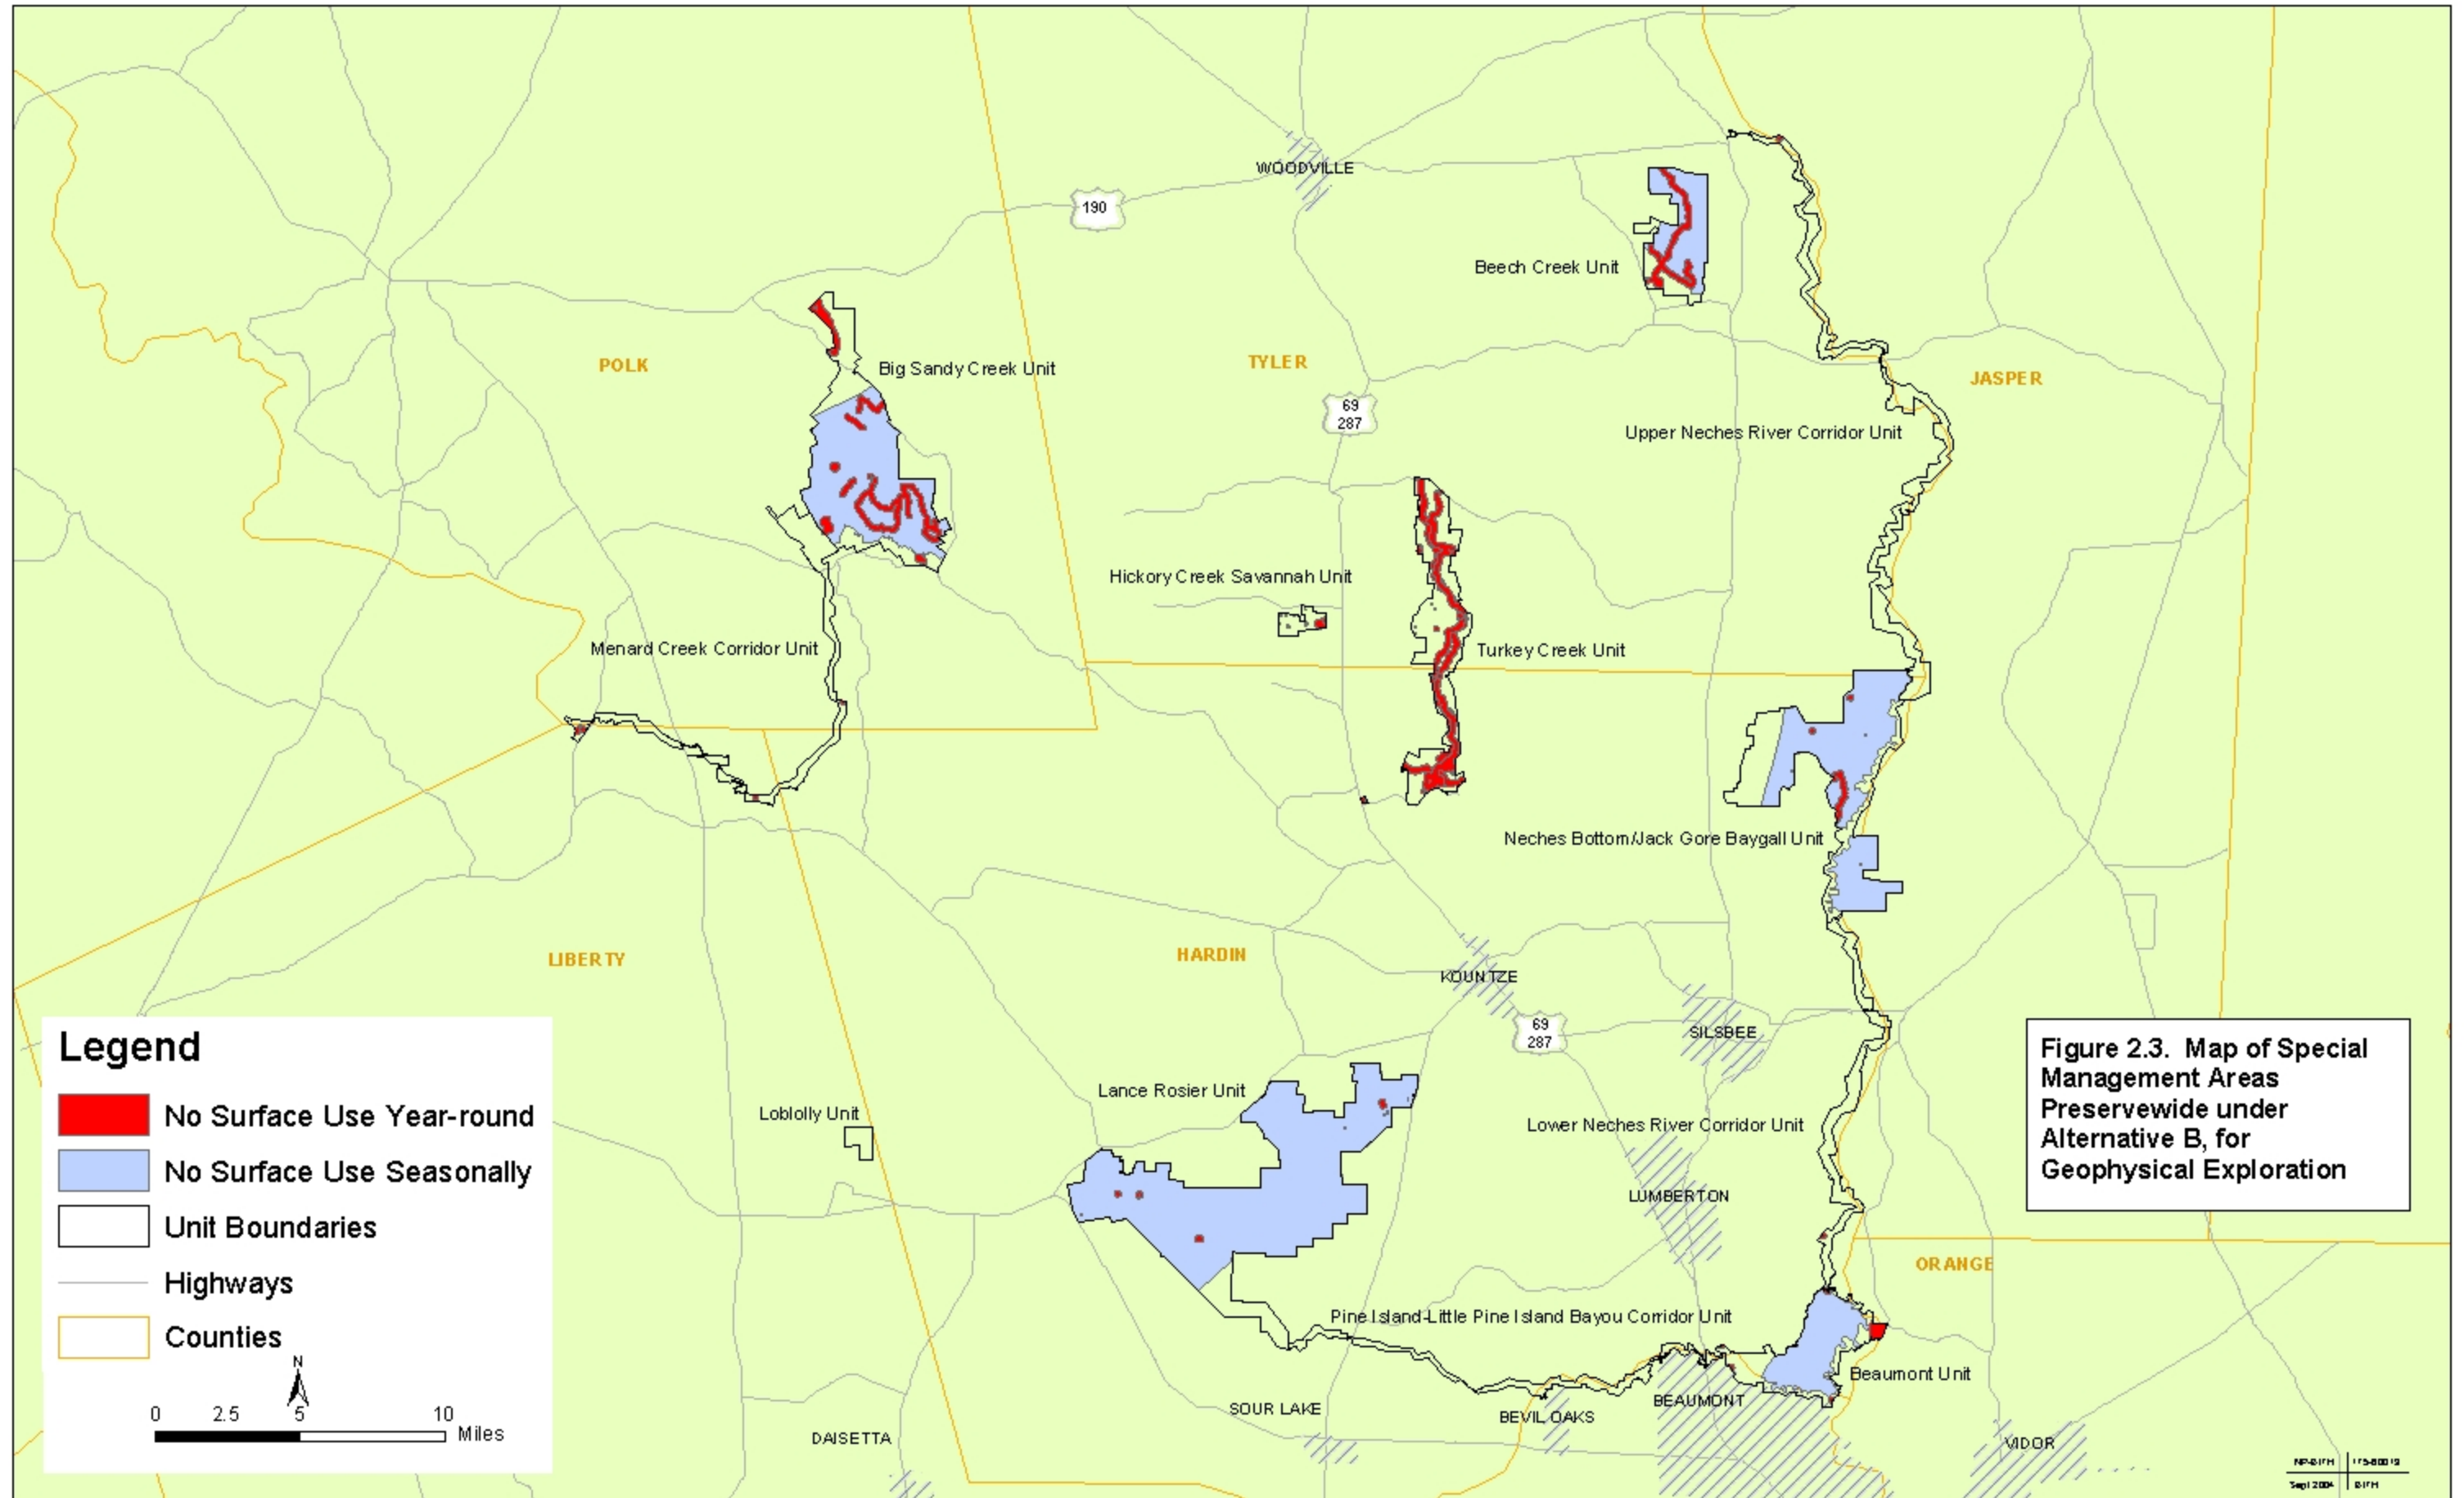 WOODVILLE
190
Beech Creek Unit
POLK
Big Sandy Creek Unit
TYLER
JASPER
69
287
Upper Neches River Corridor Unit
Hickory Creek Savannah Unit
Menard Creek Corridor Unit
Turkey Creek Unit
Neches Bottom/Jack Gore Baygall Unit
LIBERTY
HARDIN
KOUNTZE
69
287
SILSBEE
Lance Rosier Unit
Loblolly Unit
Lower Neches River Corridor Unit
LUMBERTON
ORANGE
Pine Island-Little Pine Island Bayou Corridor Unit
Beaumont Unit
BEAUMONT
SOUR LAKE
BEVIL OAKS
DAISETTA
VIDOR
Legend
No Surface Use Year-round
No Surface Use Seasonally
Unit Boundaries
Highways
Counties
N
0 2.5 5 10
Miles
Figure 2.3. Map of Special
Management Areas
Preservewide under
Alternative B, for
Geophysical Exploration
Sept 2004